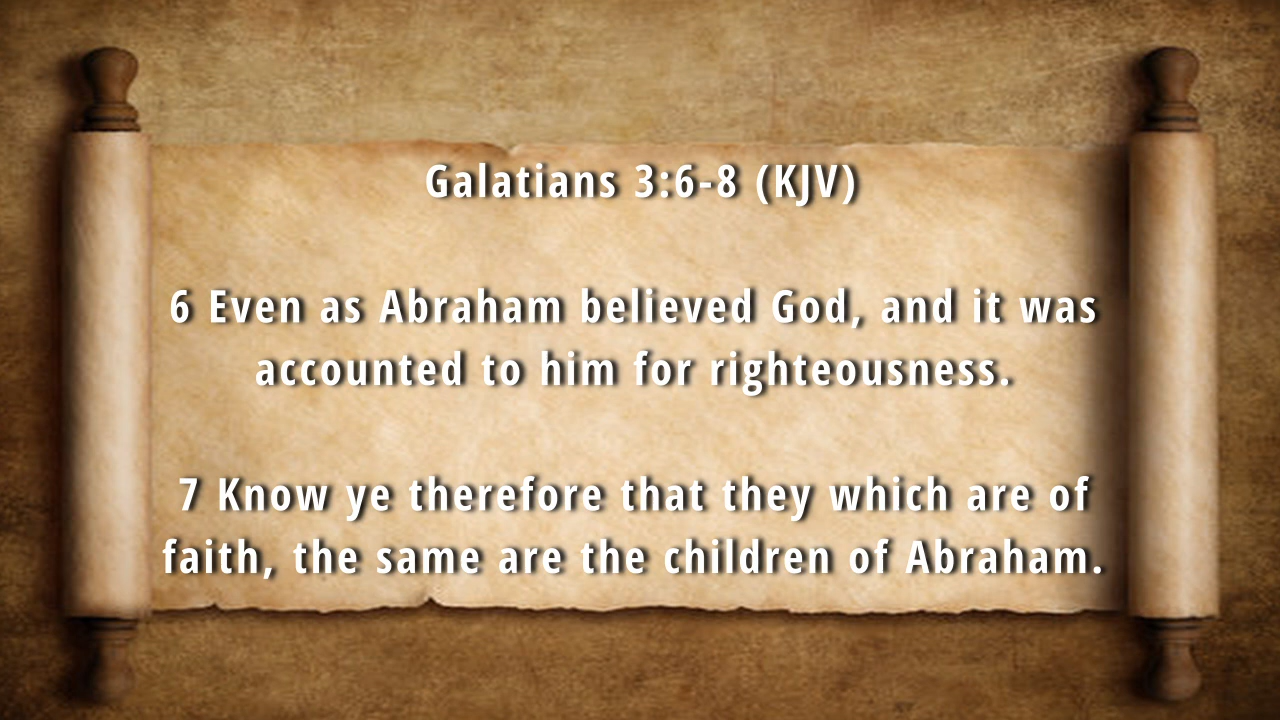 Galatians 3:6-8 (KJV)
6 Even as Abraham believed God, and it was
accounted to him for righteousness.
7 Know ye therefore that they which are of
faith, the same are the children of Abraham.